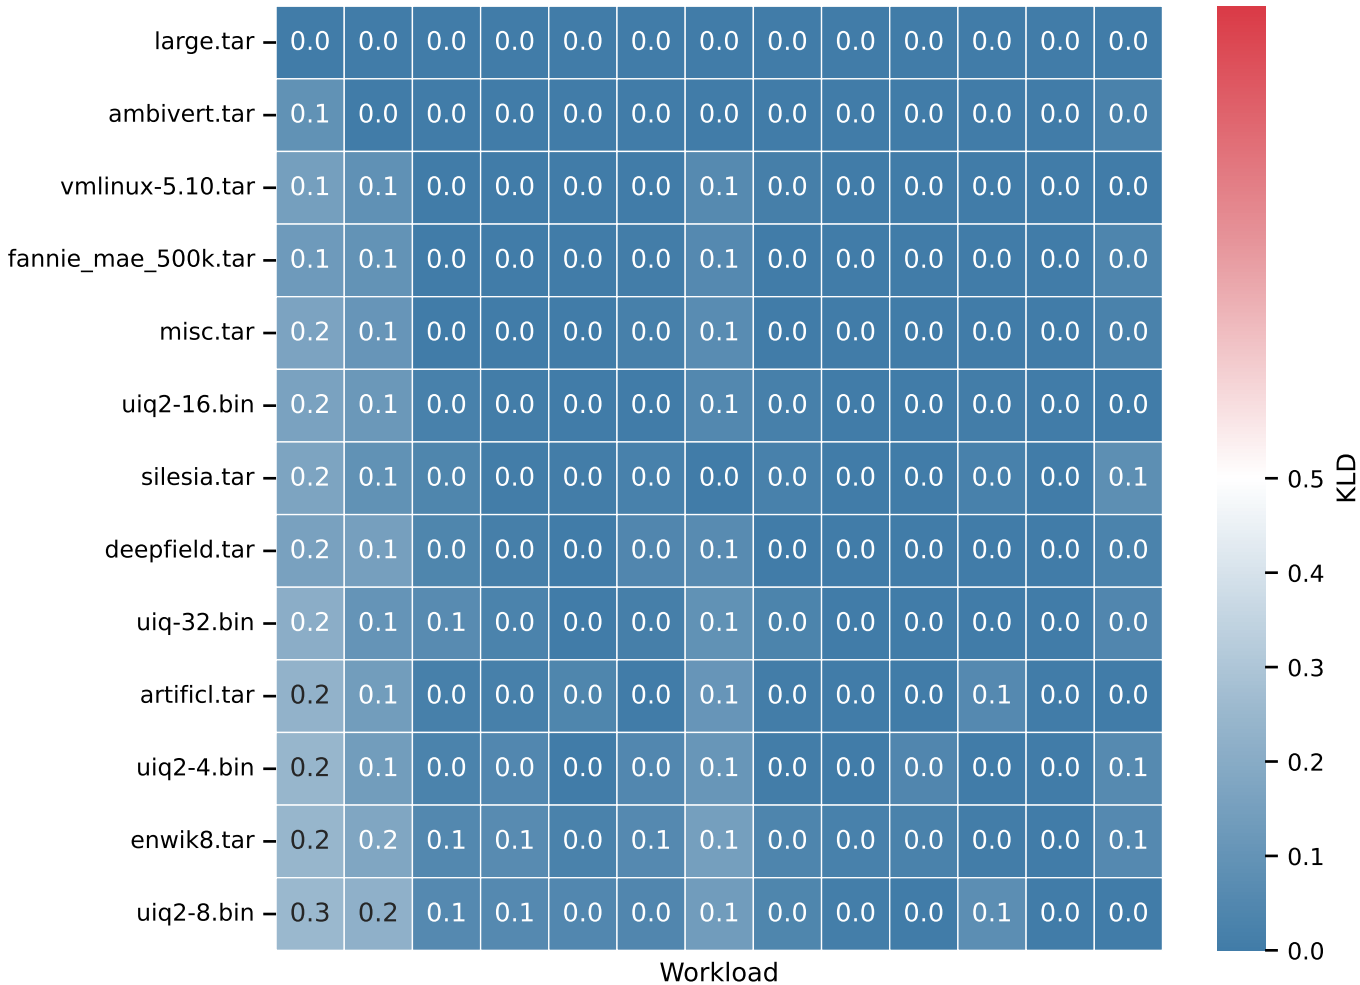 large.tar 0.0 0.0 0.0 0.0 0.0 0.0 0.0 0.0 0.0 0.0 0.0 0.0 0.0
ambivert.tar 0.1 0.0 0.0 0.0 0.0 0.0 0.0 0.0 0.0 0.0 0.0 0.0 0.0
vmlinux-5.10.tar 0.1 0.1 0.0 0.0 0.0 0.0 0.1 0.0 0.0 0.0 0.0 0.0 0.0
fannie_mae_500k.tar 0.1 0.1 0.0 0.0 0.0 0.0 0.1 0.0 0.0 0.0 0.0 0.0 0.0
misc.tar 0.2 0.1 0.0 0.0 0.0 0.0 0.1 0.0 0.0 0.0 0.0 0.0 0.0
uiq2-16.bin 0.2 0.1 0.0 0.0 0.0 0.0 0.1 0.0 0.0 0.0 0.0 0.0 0.0
silesia.tar 0.2 0.1 0.0 0.0 0.0 0.0 0.0 0.0 0.0 0.0 0.0 0.0 0.1
deepfield.tar 0.2 0.1 0.0 0.0 0.0 0.0 0.1 0.0 0.0 0.0 0.0 0.0 0.0
uiq-32.bin 0.2 0.1 0.1 0.0 0.0 0.0 0.1 0.0 0.0 0.0 0.0 0.0 0.0
artificl.tar 0.2 0.1 0.0 0.0 0.0 0.0 0.1 0.0 0.0 0.0 0.1 0.0 0.0
uiq2-4.bin 0.2 0.1 0.0 0.0 0.0 0.0 0.1 0.0 0.0 0.0 0.0 0.0 0.1
enwik8.tar 0.2 0.2 0.1 0.1 0.0 0.1 0.1 0.0 0.0 0.0 0.0 0.0 0.1
uiq2-8.bin 0.3 0.2 0.1 0.1 0.0 0.0 0.1 0.0 0.0 0.0 0.1 0.0 0.0
Workload
0.5
0.4
0.3
0.2
0.1
0.0
KLD